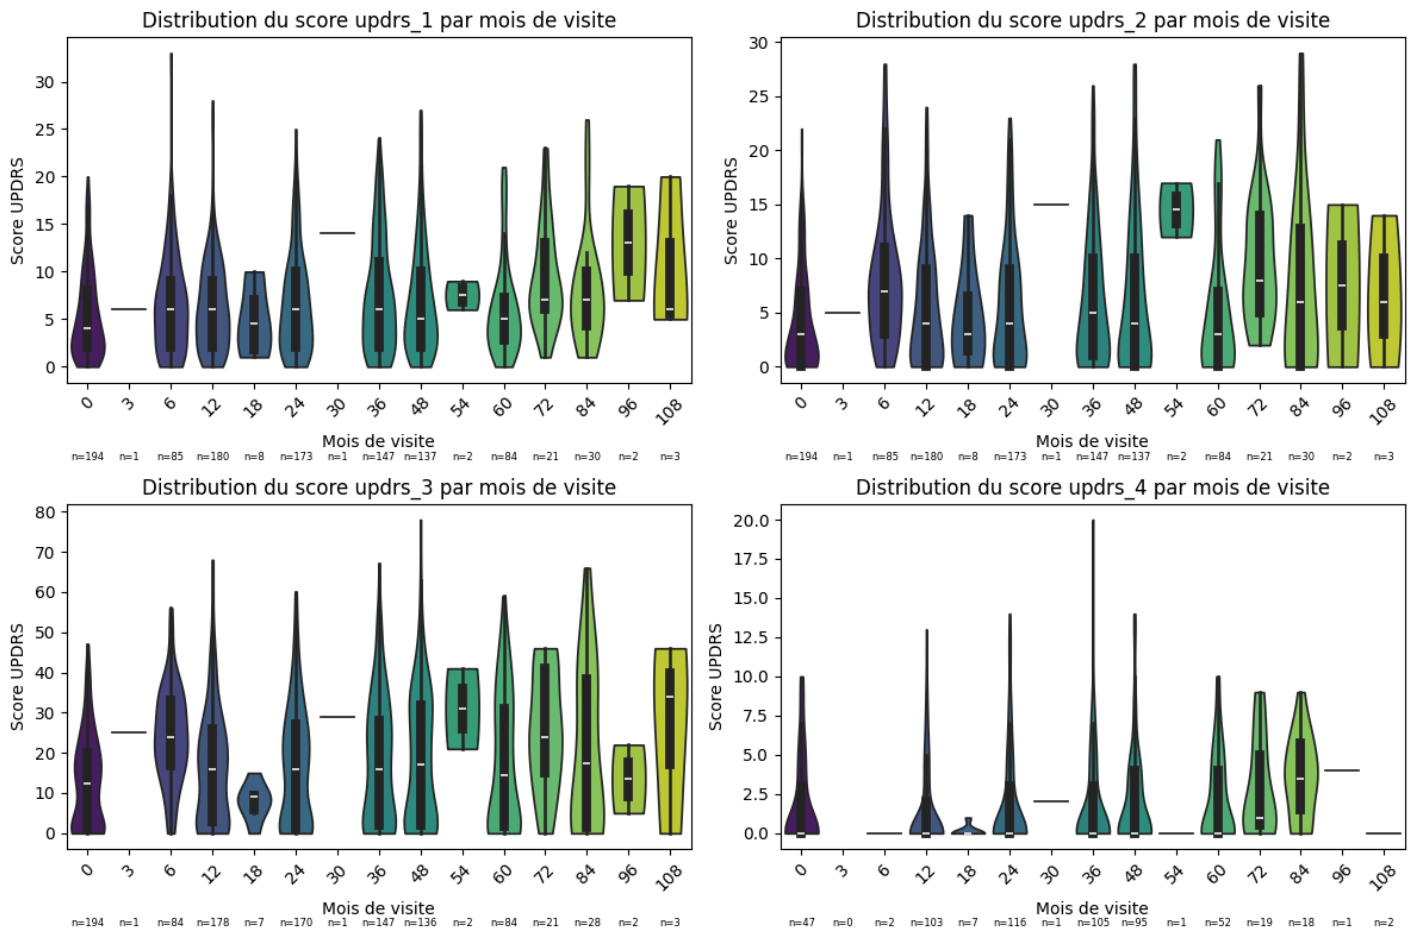 Distribution du score updrs_1 par mois de visite
Score UPDRS
30
25
20
15
10
5
0
0 3 6 12 18 24 30 36 48 54 60 72 84 96 108
Mois de visite
n=194 n=1 n=85 n=180 n=8 n=173 n=1 n=147 n=137 n=2 n=84 n=21 n=30 n=2 n=3
Distribution du score updrs_2 par mois de visite
Score UPDRS
30
25
20
15
10
5
0
0 3 6 12 18 24 30 36 48 54 60 72 84 96 108
Mois de visite
n=194 n=1 n=85 n=180 n=8 n=173 n=1 n=147 n=137 n=2 n=84 n=21 n=30 n=2 n=3
Distribution du score updrs_3 par mois de visite
Score UPDRS
80
70
60
50
40
30
20
10
0
0 3 6 12 18 24 30 36 48 54 60 72 84 96 108
Mois de visite
n=194 n=1 n=84 n=178 n=7 n=170 n=1 n=147 n=136 n=2 n=84 n=21 n=28 n=2 n=3
Distribution du score updrs_4 par mois de visite
Score UPDRS
20.0
17.5
15.0
12.5
10.0
7.5
5.0
2.5
0.0
0 3 6 12 18 24 30 36 48 54 60 72 84 96 108
Mois de visite
n=47 n=0 n=2 n=103 n=7 n=116 n=1 n=105 n=95 n=1 n=52 n=19 n=18 n=1 n=2